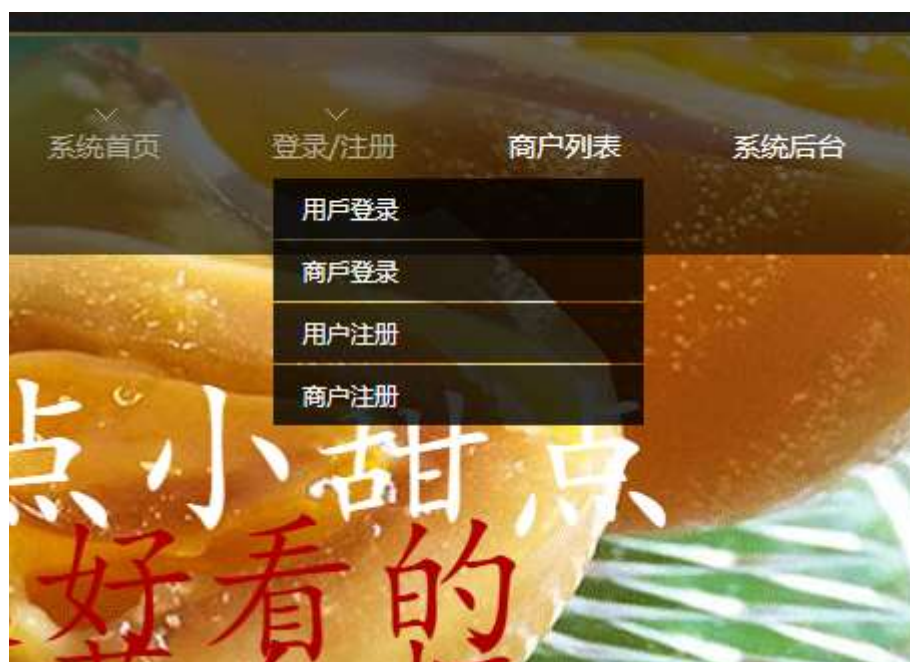 系统首页 登录/注册 商户列表 系统后台
用戶登录
商戶登录
用户注册
商户注册
点小甜点
好看的